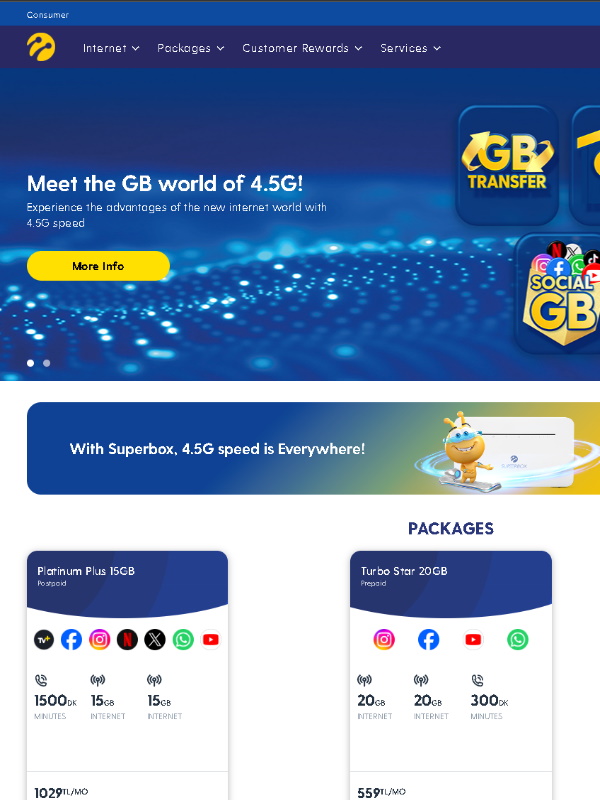 Consumer
Internet
Packages
Customer Rewards
Services
Meet the GB world of 4.5G!
Experience the advantages of the new internet world with
4.5G speed
More Info
GB
TRANSFER
SOCIAL
GB
With Superbox, 4.5G speed is Everywhere!
SUPERBOX
PACKAGES
Platinum Plus 15GB
Postpaid
TV+
1500DK
MINUTES
15GB
INTERNET
15GB
INTERNET
1029TL/MO
Turbo Star 20GB
Prepaid
20GB
INTERNET
20GB
INTERNET
300DK
MINUTES
559TL/MO